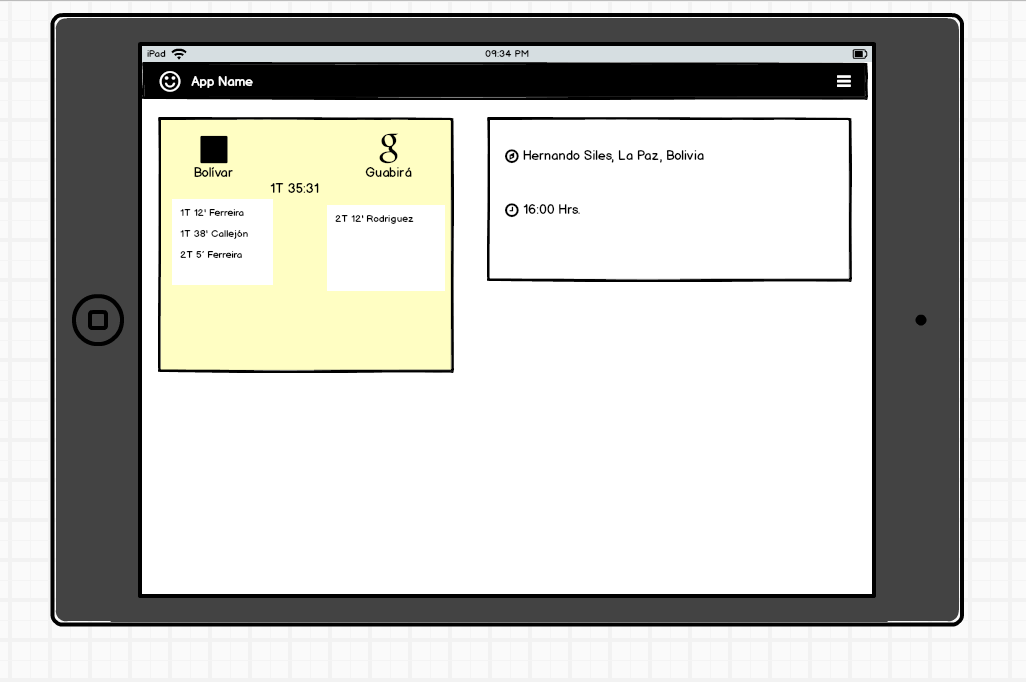 iPad 09:34 PM
App Name
g
Bolívar Guabirá
1T 35:31
1T 12' Ferreira
1T 38' Callejón
2T 5' Ferreira
2T 12' Rodriguez
Hernando Siles, La Paz, Bolivia
16:00 Hrs.